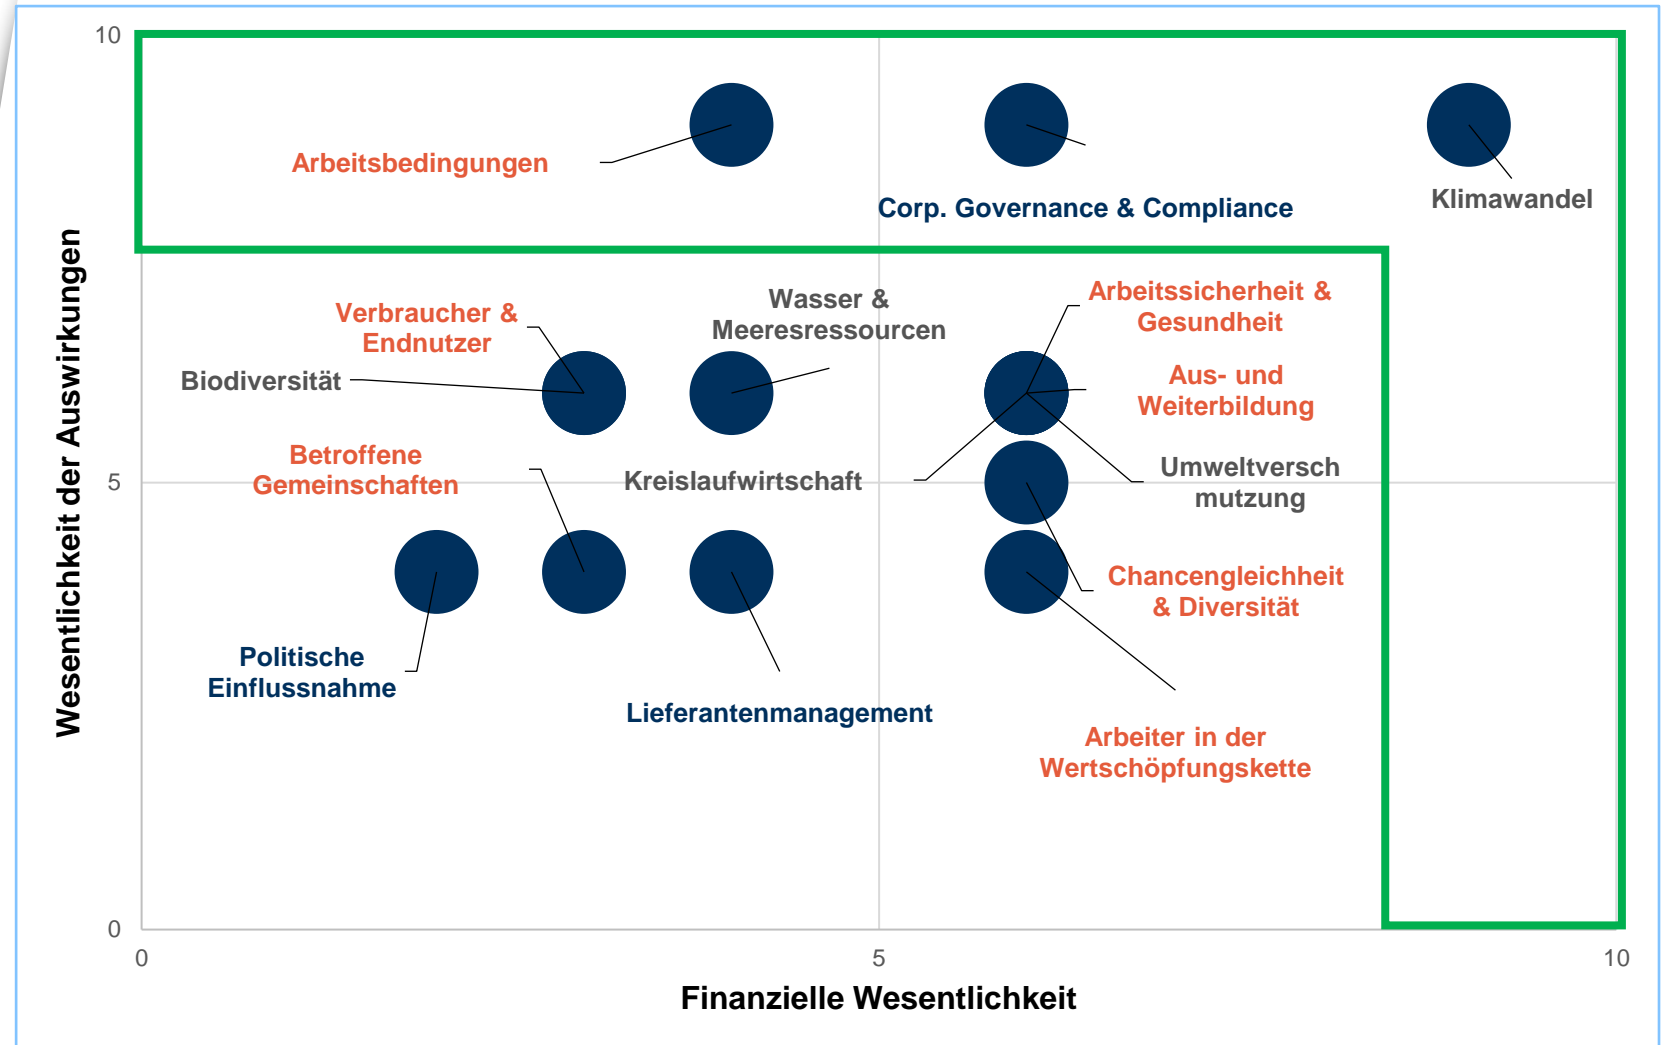 10
Arbeitsbedingungen
Corp. Governance & Compliance
Klimawandel
Verbraucher &
Endnutzer
Wasser &
Meeresressourcen
Arbeitssicherheit &
Gesundheit
Biodiversität
Aus- und
Weiterbildung
Betroffene
Gemeinschaften
Kreislaufwirtschaft
Umweltversch
mutzung
5
Chancengleichheit
& Diversität
Politische
Einflussnahme
Lieferantenmanagement
Arbeiter in der
Wertschöpfungskette
Wesentlichkeit der Auswirkungen
0
0
5
10
Finanzielle Wesentlichkeit